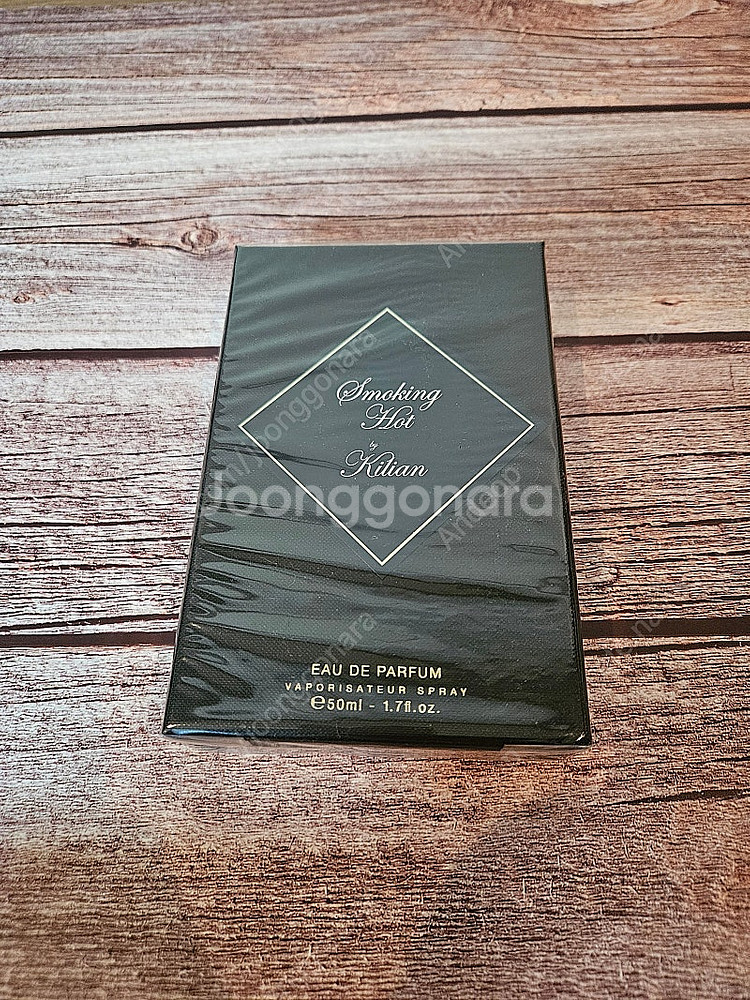 Smoking
Hot
by
Kilian
Joonggonara
EAU DE PARFUM
VAPORISATEUR SPRAY
℮50ml - 1.7fl.oz.